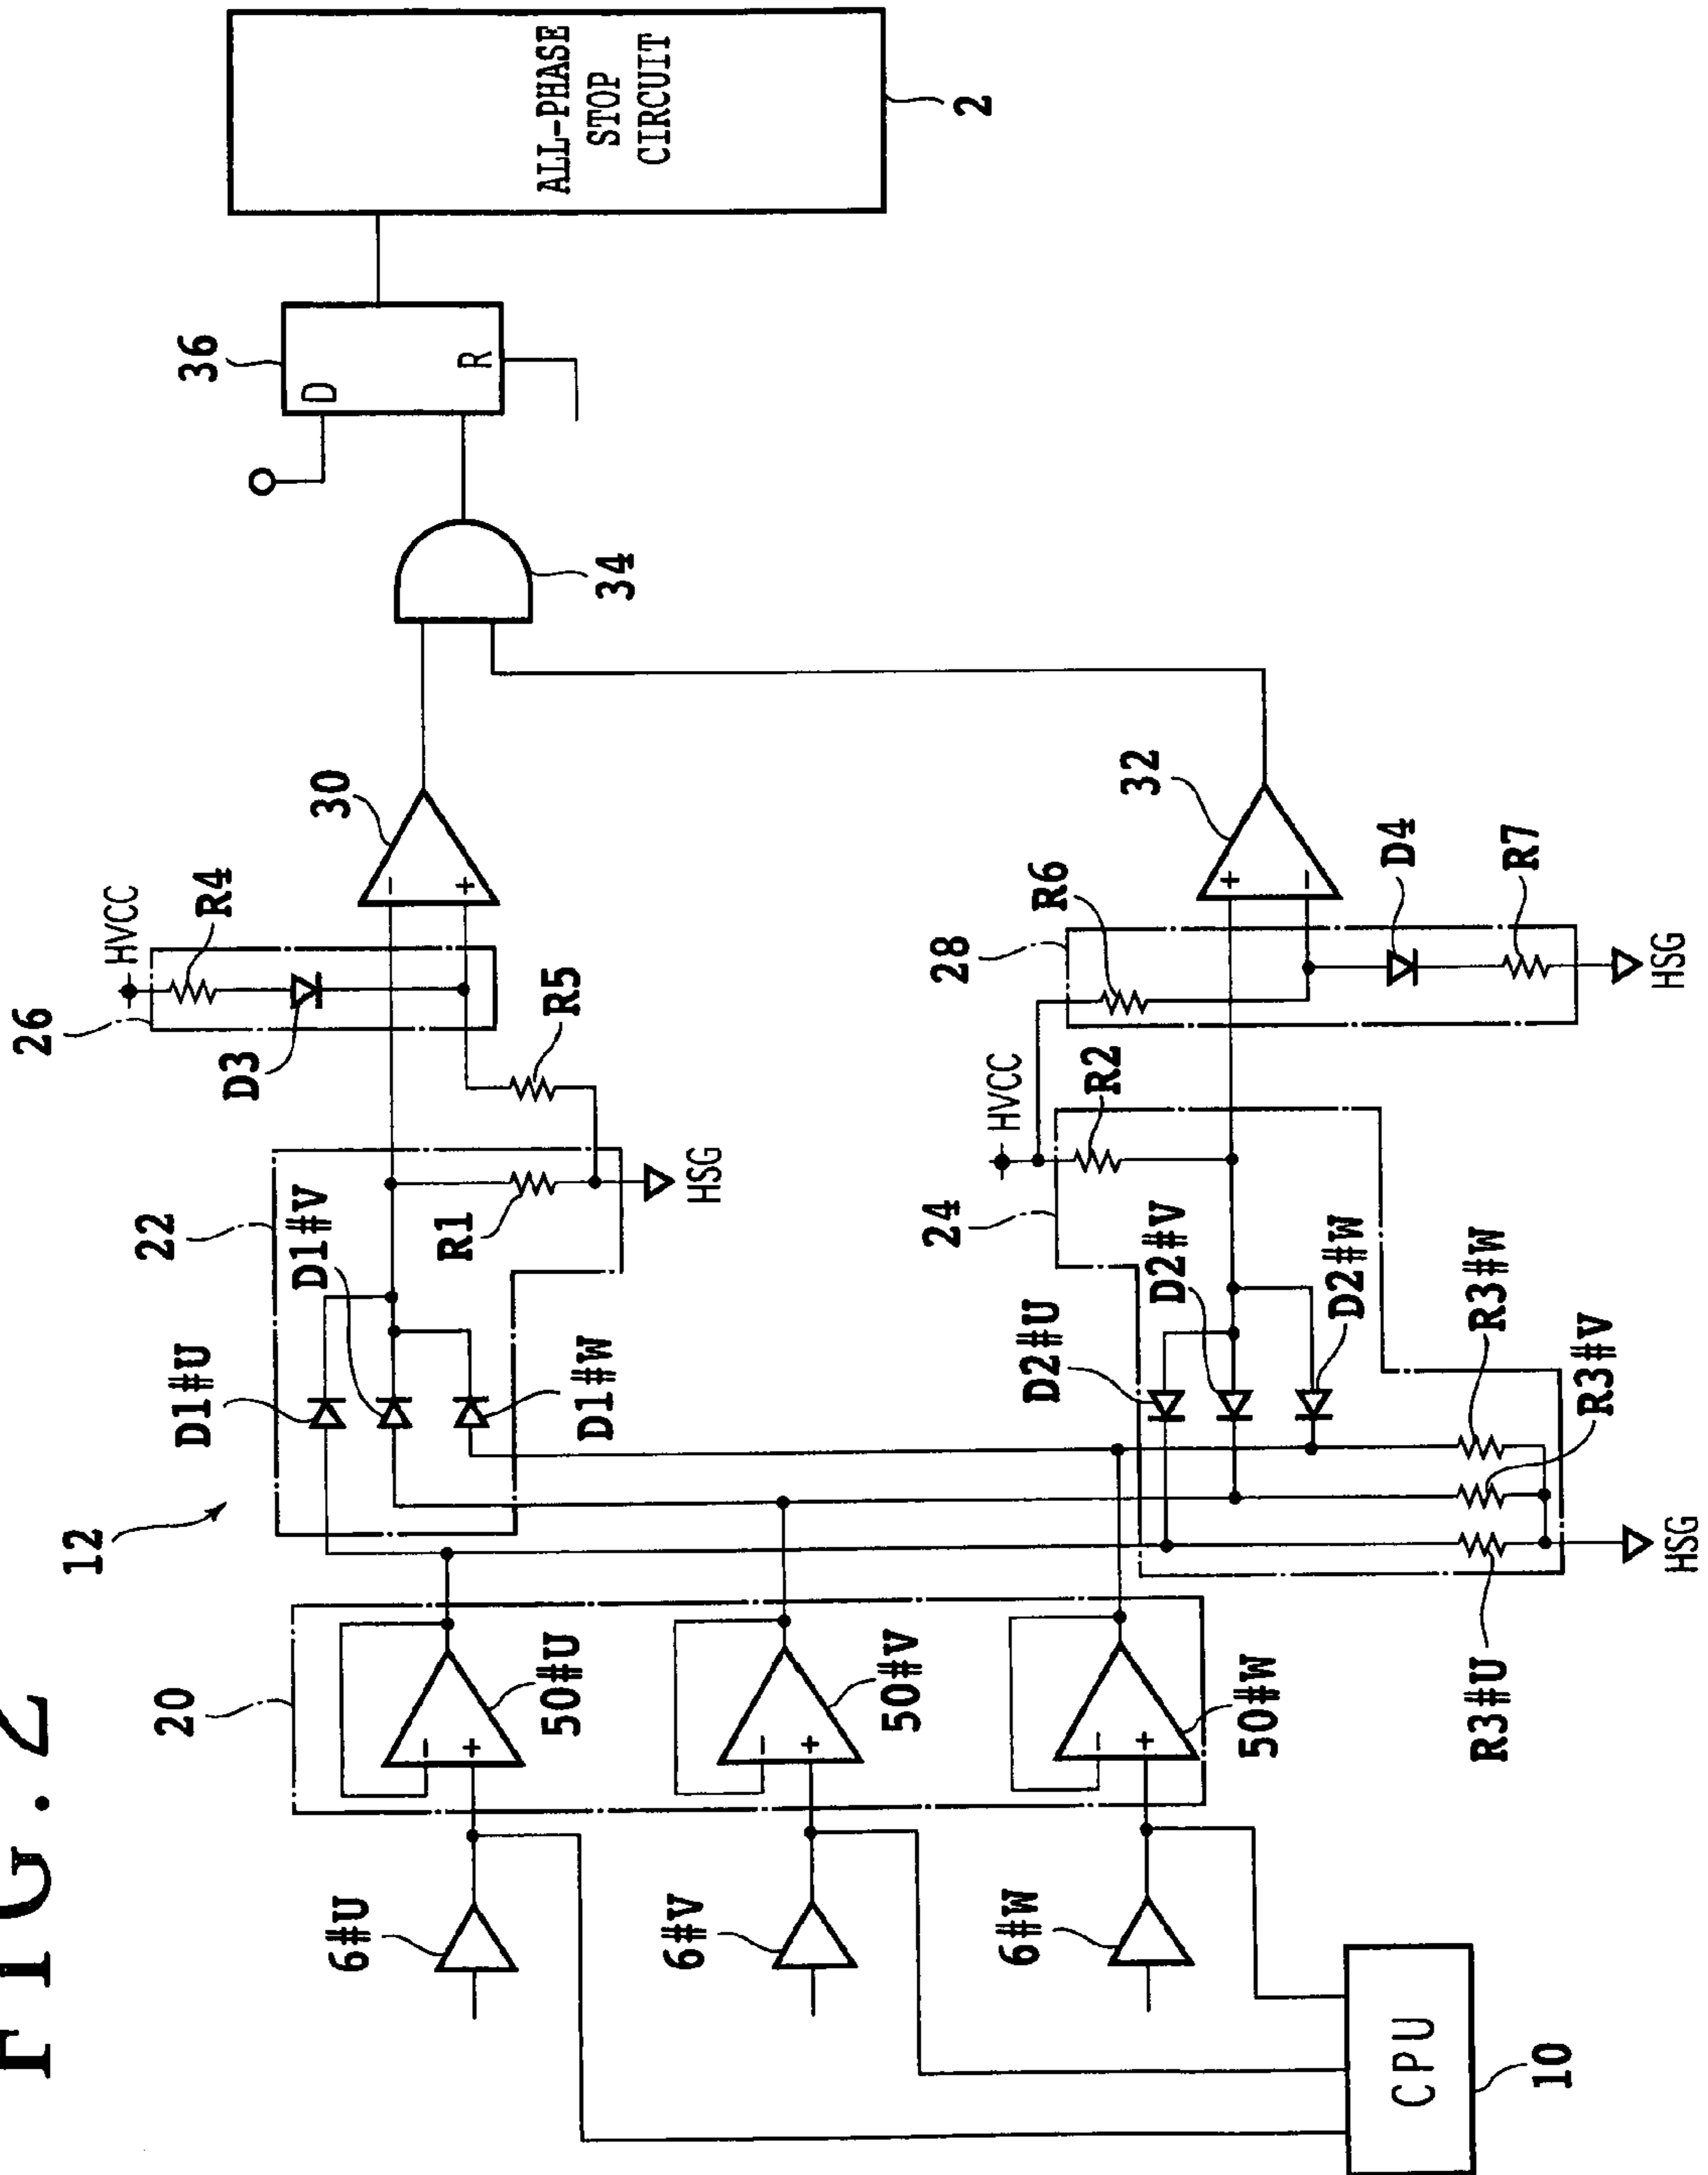 FIG. 2
12
20
22
26
HVCC
R4
30
36
D
R
ALL-PHASE
STOP
CIRCUIT
2
D1#U
D1#V
D1#W
D3
R1
R5
HSG
-
+
34
6#U
-
+
50#U
6#V
-
+
50#V
6#W
-
+
50#W
24
HVCC
R2
28
R6
32
+
-
D2#U
D2#V
D2#W
D4
R7
HSG
R3#W
R3#V
R3#U
HSG
CPU
10